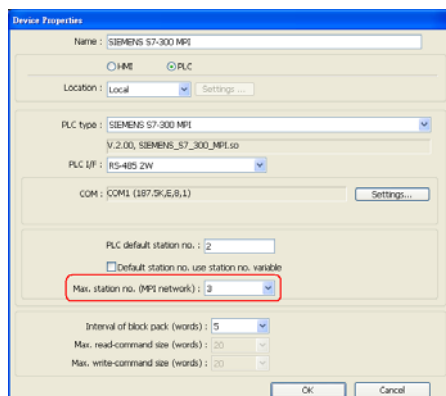 Device Properties
Name : SIEMENS S7-300 MPI
HMI PLC
Location : Local Settings ...
PLC type : SIEMENS S7-300 MPI
V.2.00, SIEMENS_S7_300_MPI.so
PLC I/F : RS-485 2W
COM : COM1 (187.5K,E,8,1) Settings...
PLC default station no. : 2
Default station no. use station no. variable
Max. station no. (MPI network) : 3
Interval of block pack (words) : 5
Max. read-command size (words) : 20
Max. write-command size (words) : 20
OK Cancel